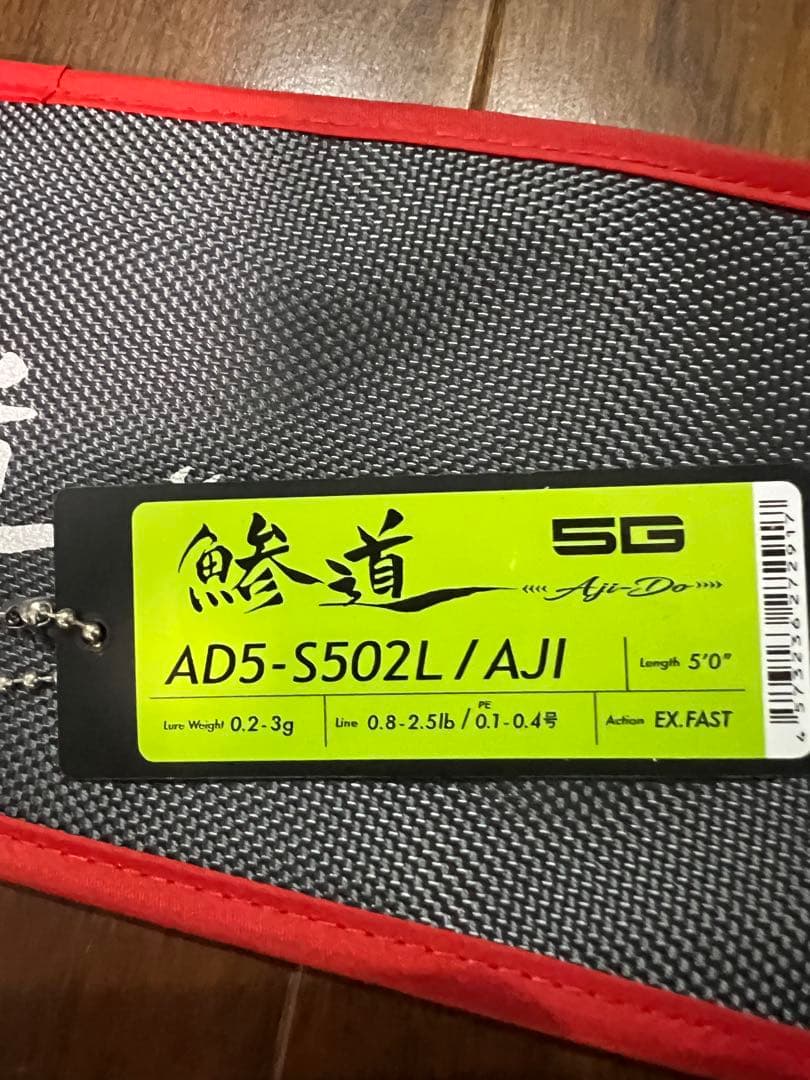 鯵道
5G
Aji-Do
AD5-S502L/AJI
Length 5'0"
Lure Weight 0.2-3g
Line 0.8-2.5lb / PE 0.1-0.4号
Action EX.FAST
4573236272917